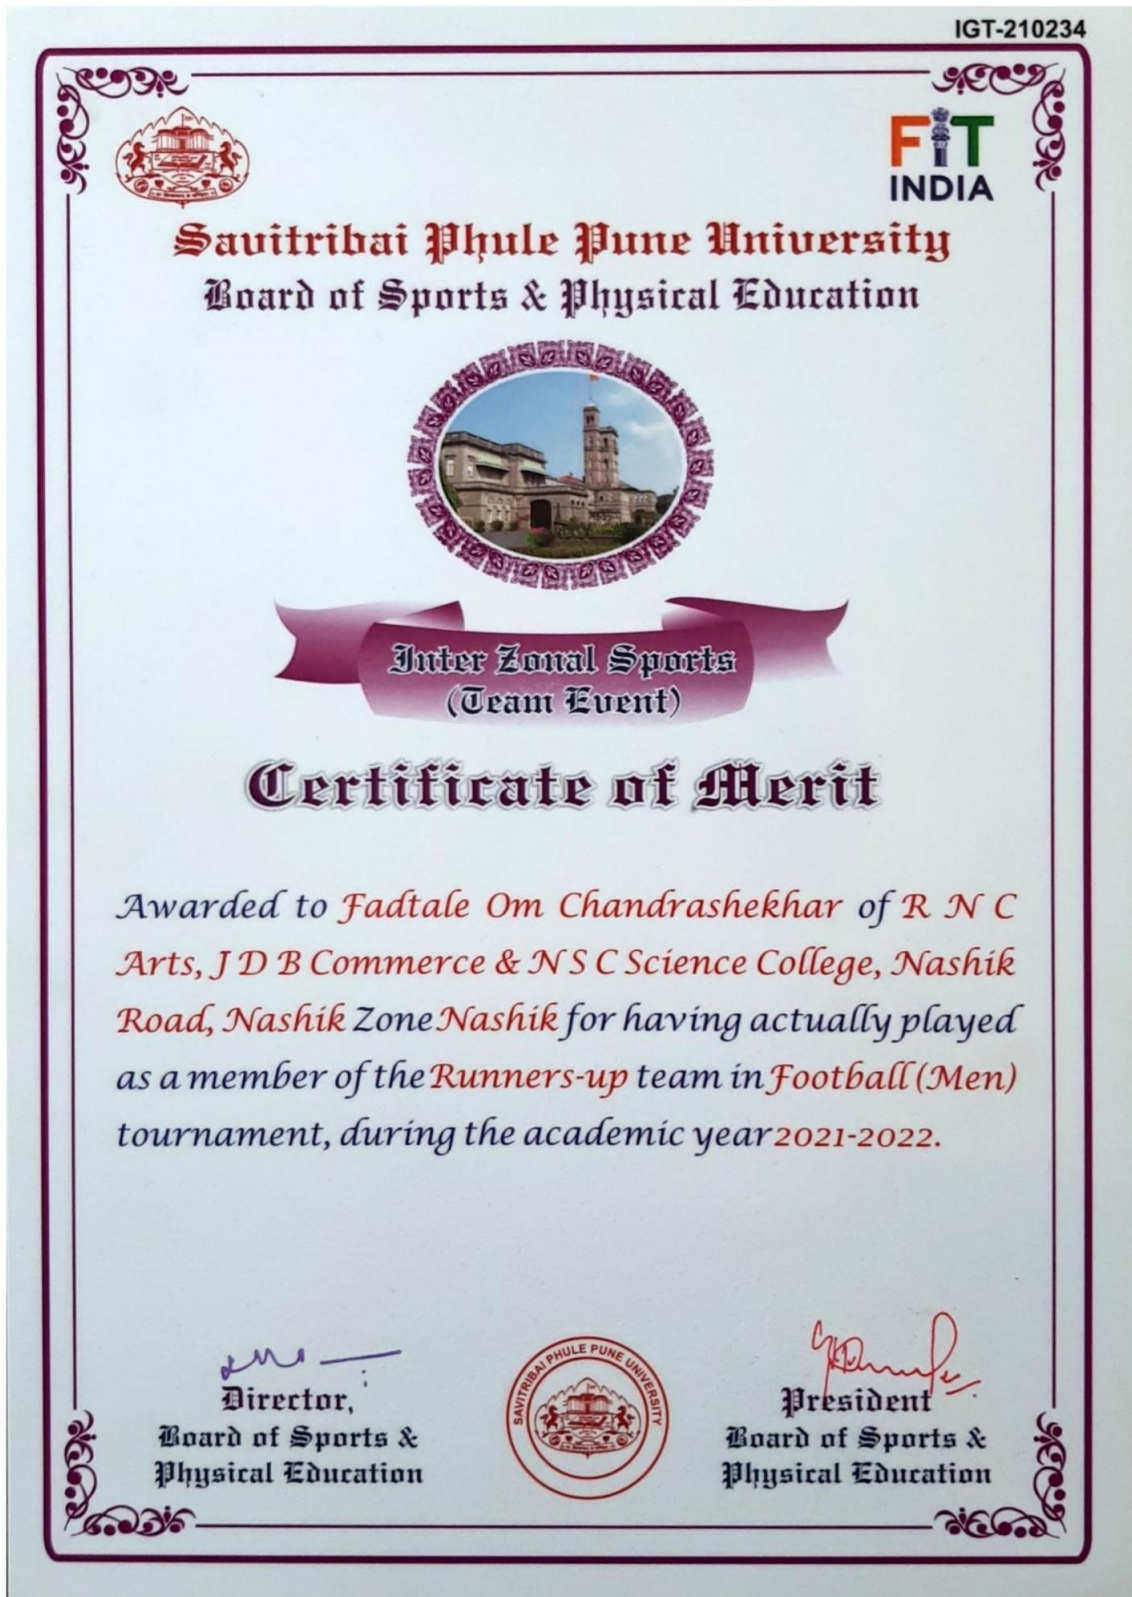 IGT-210234
FIT
INDIA
Savitribai Phule Pune University
Board of Sports & Physical Education
Inter Zonal Sports
(Team Event)
Certificate of Merit
Awarded to Fadtale Om Chandrashekhar of R N C
Arts, J D B Commerce & N S C Science College, Nashik
Road, Nashik Zone Nashik for having actually played
as a member of the Runners-up team in Football (Men)
tournament, during the academic year 2021-2022.
Director,
Board of Sports &
Physical Education
SAVITRIBAI PHULE PUNE UNIVERSITY
President
Board of Sports &
Physical Education